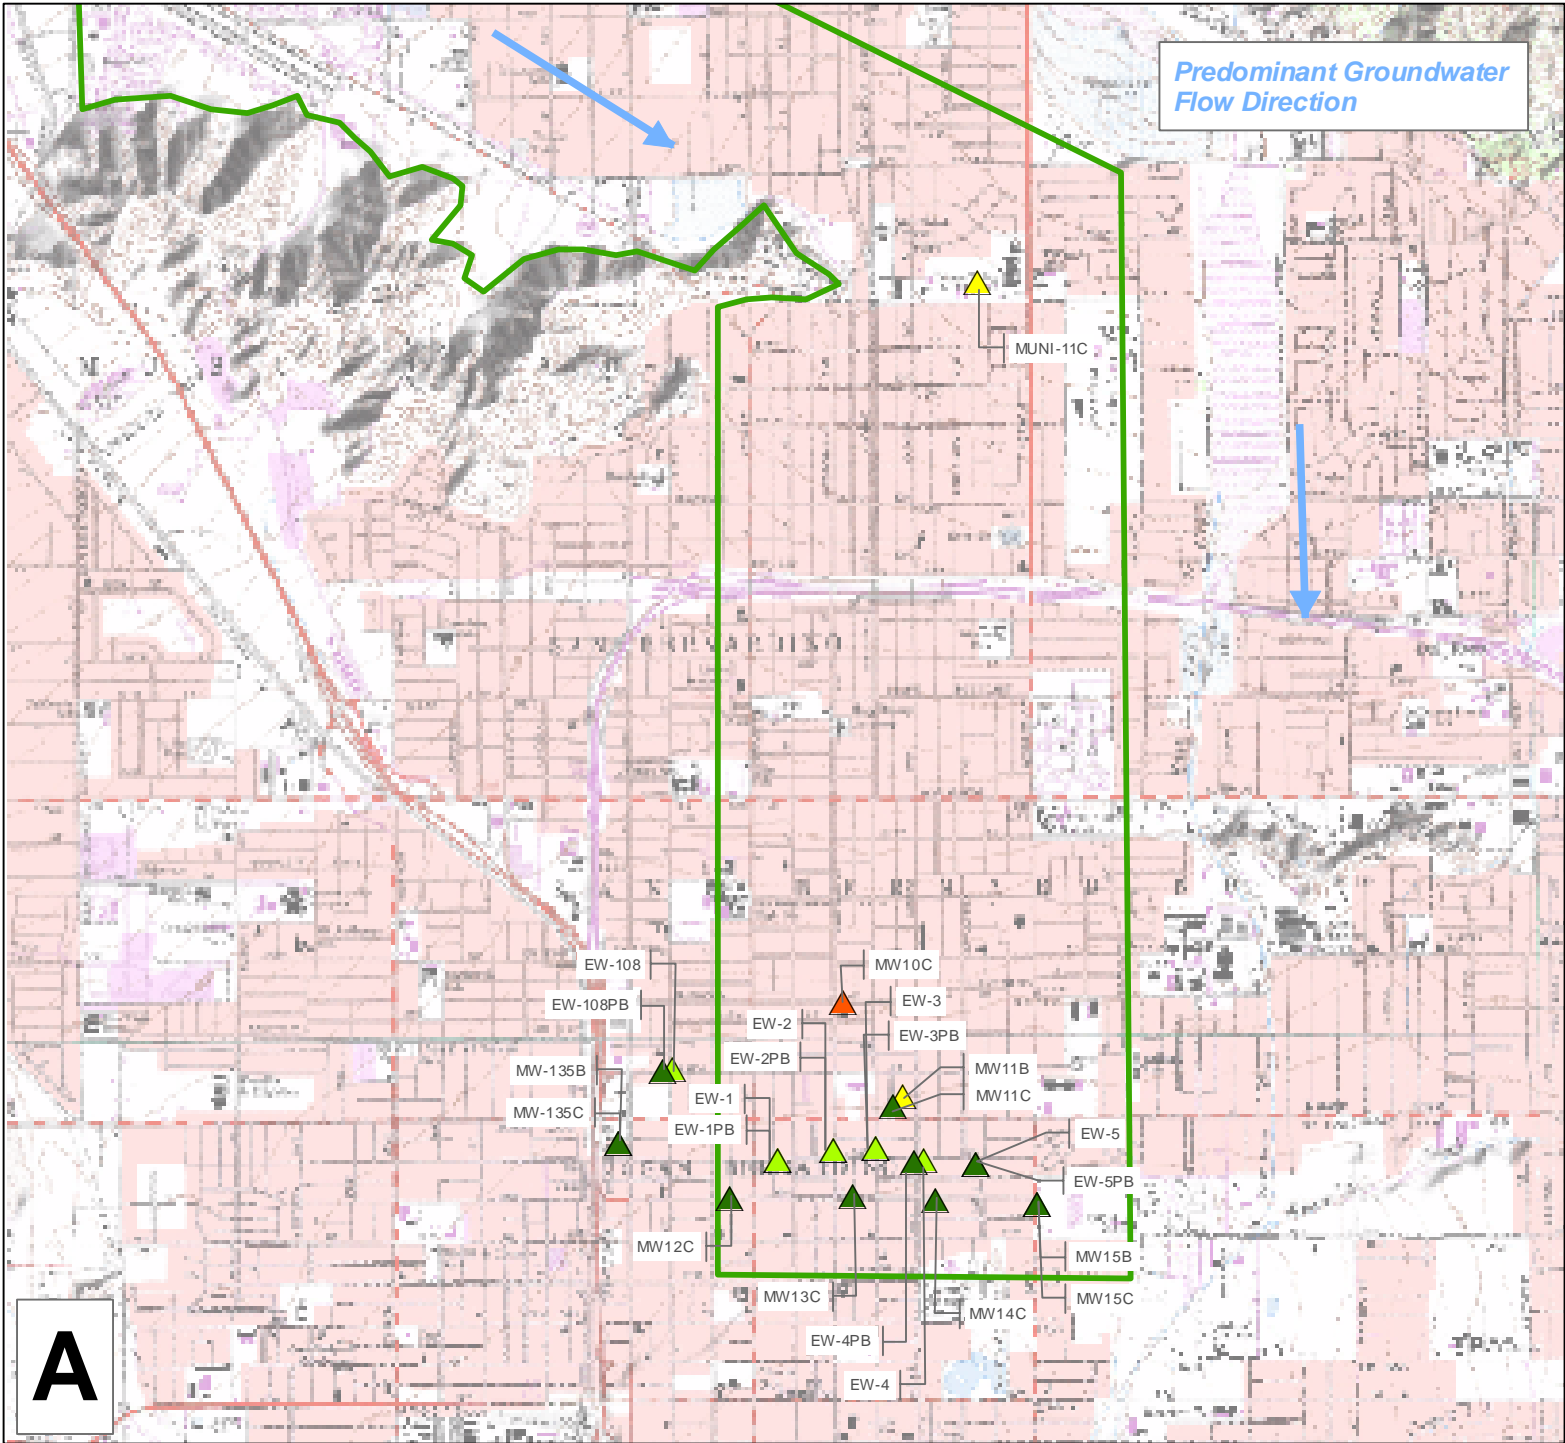 Predominant Groundwater
Flow Direction
MUNI-11C
EW-108
MW10C
EW-108PB
EW-3
EW-2
EW-3PB
EW-2PB
MW-135B
MW11B
EW-1
MW11C
MW-135C
EW-1PB
EW-5
EW-5PB
MW12C
MW15B
MW13C
MW15C
MW14C
EW-4PB
EW-4
A